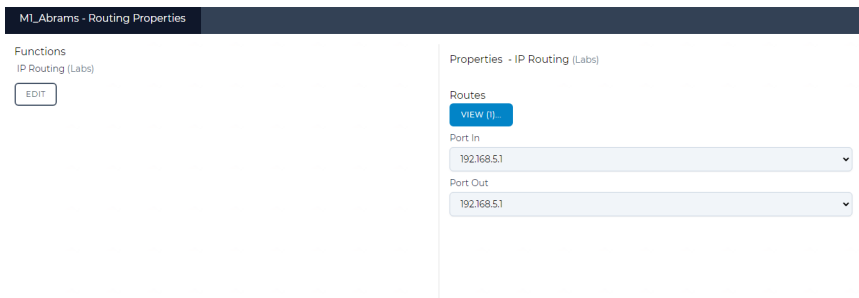 M1_Abrams - Routing Properties
Functions
IP Routing (Labs)
EDIT
Properties - IP Routing (Labs)
Routes
VIEW (1)...
Port In
192.168.5.1
Port Out
192.168.5.1